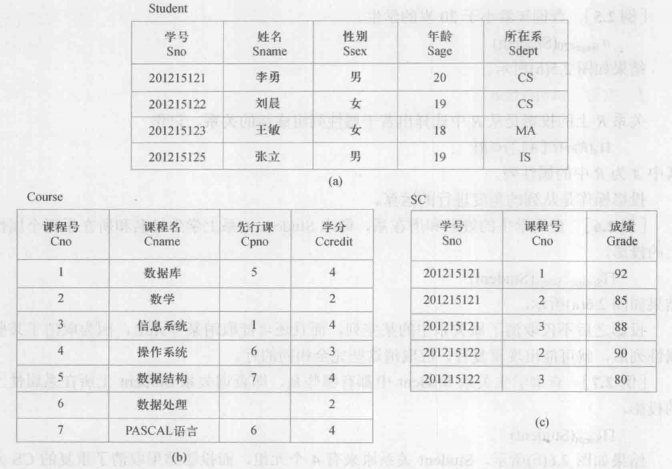 Student
学号 姓名 性别 年龄 所在系
Sno Sname Ssex Sage Sdept
201215121 李勇 男 20 CS
201215122 刘晨 女 19 CS
201215123 王敏 女 18 MA
201215125 张立 男 19 IS
(a)
Course
课程号 课程名 先行课 学分
Cno Cname Cpno Ccredit
1 数据库 5 4
2 数学 2
3 信息系统 1 4
4 操作系统 6 3
5 数据结构 7 4
6 数据处理 2
7 PASCAL语言 6 4
(b)
SC
学号 课程号 成绩
Sno Cno Grade
201215121 1 92
201215121 2 85
201215121 3 88
201215122 2 90
201215122 3 80
(c)